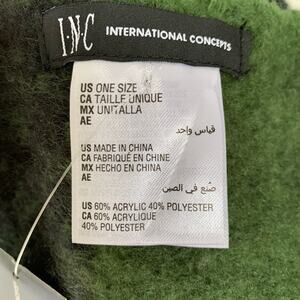 I·N·C INTERNATIONAL CONCEPTS
US ONE SIZE
CA TAILLE UNIQUE
MX UNITALLA
AE
قياس واحد
US MADE IN CHINA
CA FABRIQUÉ EN CHINE
MX HECHO EN CHINA
AE
صنع في الصين
US 60% ACRYLIC 40% POLYESTER
CA 60% ACRYLIQUE
40% POLYESTER